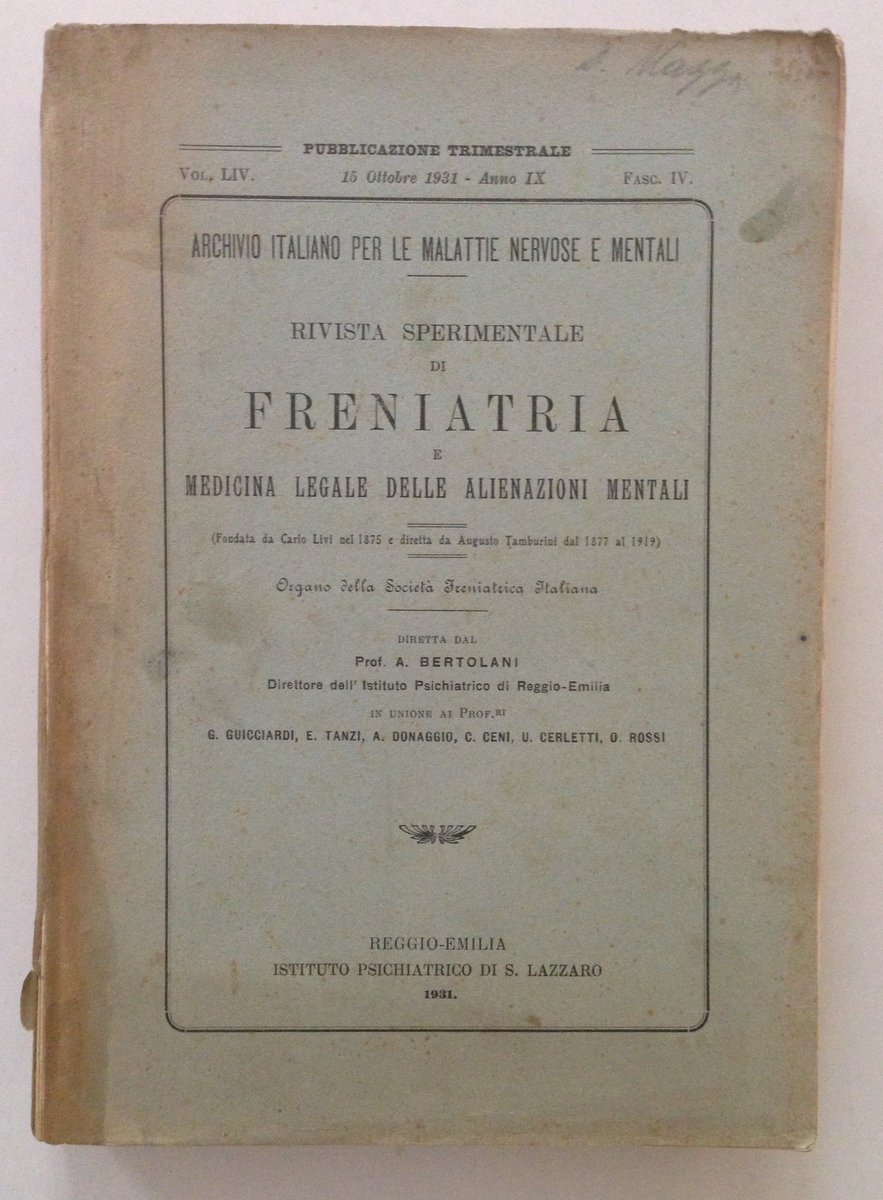 PUBBLICAZIONE TRIMESTRALE
VOL. LIV. 15 Ottobre 1931 - Anno IX FASC. IV.
ARCHIVIO ITALIANO PER LE MALATTIE NERVOSE E MENTALI
RIVISTA SPERIMENTALE
DI
FRENIATRIA
E
MEDICINA LEGALE DELLE ALIENAZIONI MENTALI
(Fondata da Carlo Livi nel 1875 e diretta da Augusto Tamburini dal 1877 al 1919)
Organo della Società Freniatrica Italiana
DIRETTA DAL
Prof. A. BERTOLANI
Direttore dell' Istituto Psichiatrico di Reggio-Emilia
IN UNIONE AI PROF.RI
G. GUICCIARDI, E. TANZI, A. DONAGGIO, C. CENI, U. CERLETTI, O. ROSSI
REGGIO-EMILIA
ISTITUTO PSICHIATRICO DI S. LAZZARO
1931.